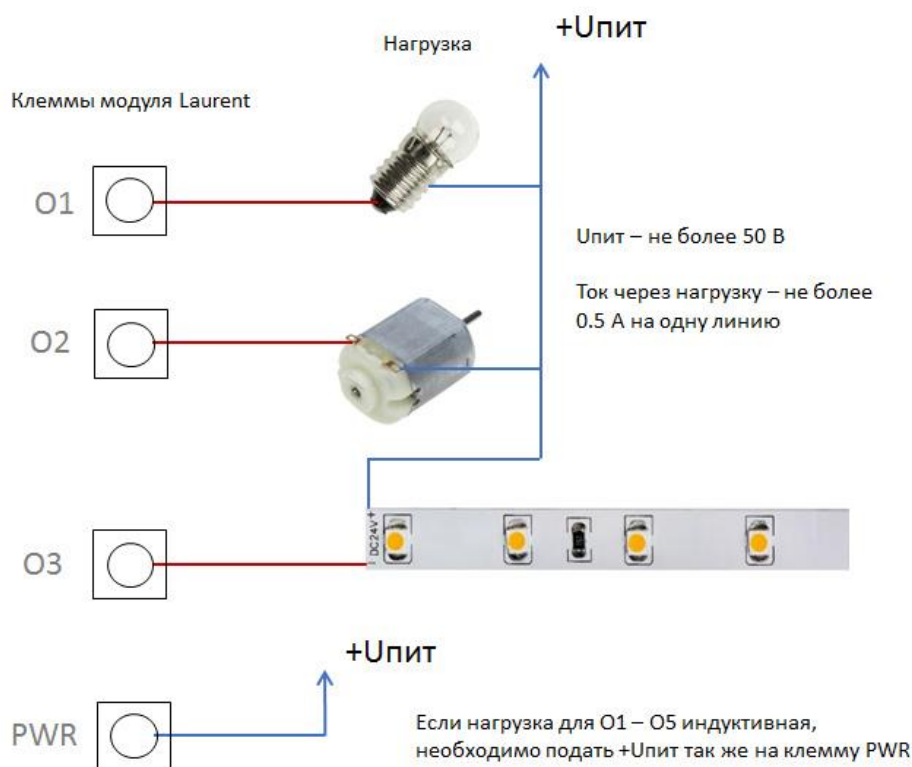 +Uпит
Нагрузка
Клеммы модуля Laurent
O1
Uпит – не более 50 В
Ток через нагрузку – не более
0.5 А на одну линию
O2
DC24V+
O3
+Uпит
PWR
Если нагрузка для O1 – O5 индуктивная,
необходимо подать +Uпит так же на клемму PWR